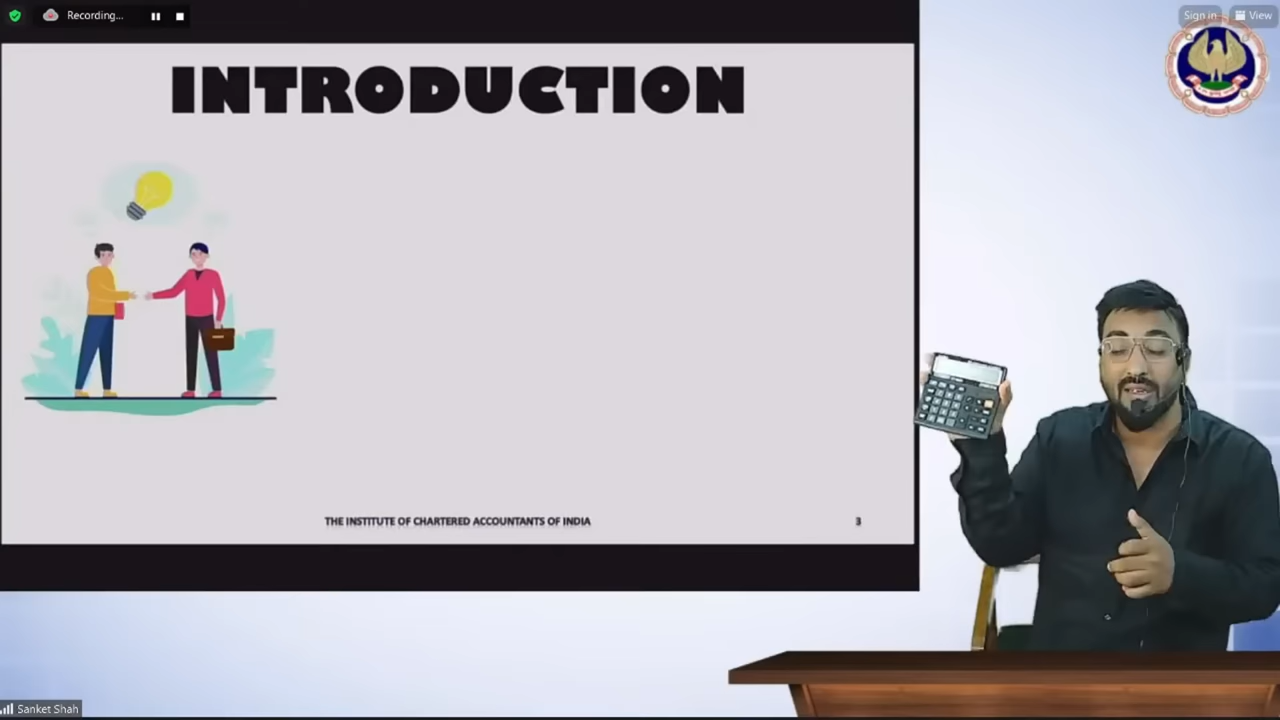 Recording...
Sign in
View
INTRODUCTION
THE INSTITUTE OF CHARTERED ACCOUNTANTS OF INDIA
3
Sanket Shah